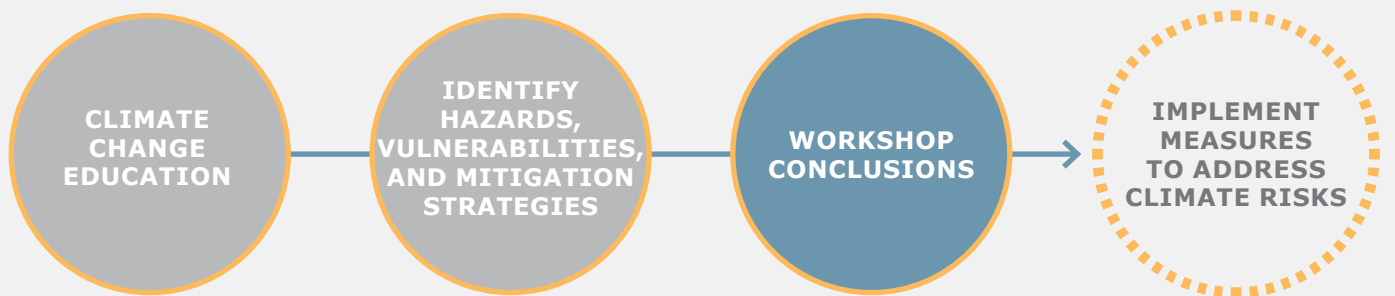 CLIMATE
CHANGE
EDUCATION
IDENTIFY
HAZARDS,
VULNERABILITIES,
AND MITIGATION
STRATEGIES
WORKSHOP
CONCLUSIONS
IMPLEMENT
MEASURES
TO ADDRESS
CLIMATE RISKS